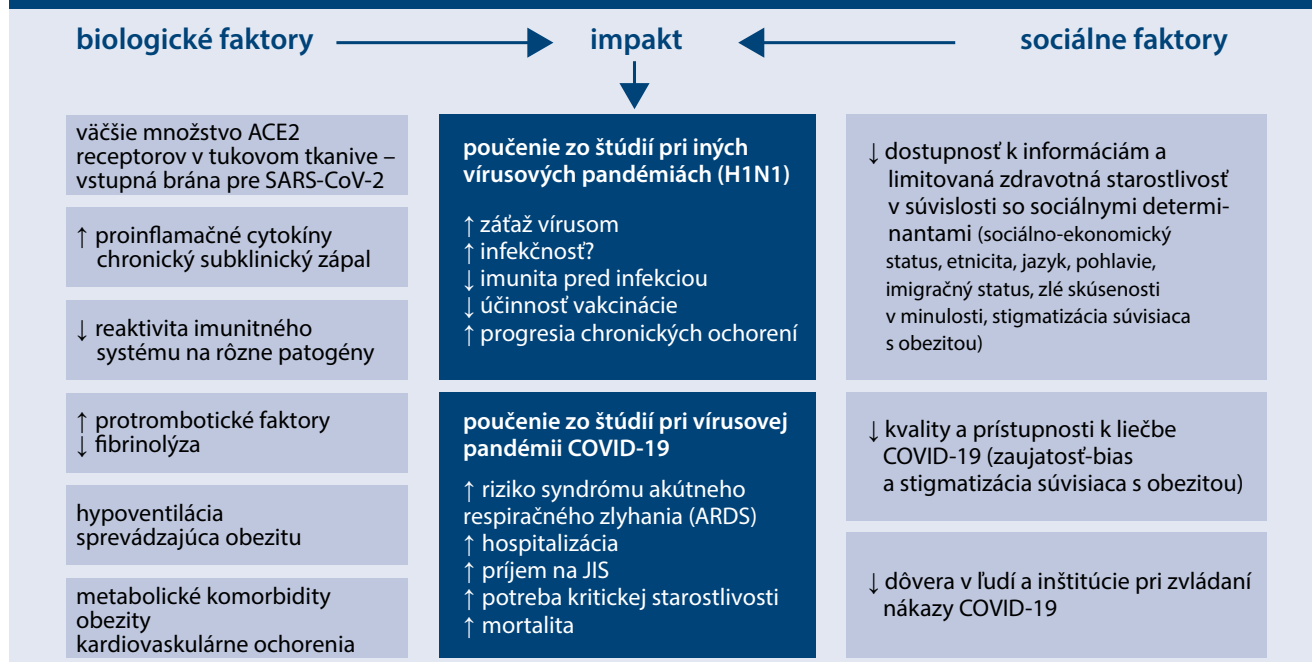 biologické faktory
impakt
sociálne faktory
väčšie množstvo ACE2
receptorov v tukovom tkanive –
vstupná brána pre SARS-CoV-2
↑ proinflamačné cytokíny
chronický subklinický zápal
↓ reaktivita imunitného
systému na rôzne patogény
↑ protrombotické faktory
↓ fibrinolýza
hypoventilácia
sprevádzajúca obezitu
metabolické komorbidity
obezity
kardiovaskulárne ochorenia
poučenie zo štúdií pri iných
vírusových pandémiách (H1N1)
↑ záťaž vírusom
↑ infekčnosť?
↓ imunita pred infekciou
↓ účinnosť vakcinácie
↑ progresia chronických ochorení
poučenie zo štúdií pri vírusovej
pandémii COVID-19
↑ riziko syndrómu akútneho
respiračného zlyhania (ARDS)
↑ hospitalizácia
↑ príjem na JIS
↑ potreba kritickej starostlivosti
↑ mortalita
↓ dostupnosť k informáciám a
limitovaná zdravotná starostlivosť
v súvislosti so sociálnymi determi-
nantami (sociálno-ekonomický
status, etnicita, jazyk, pohlavie,
imigračný status, zlé skúsenosti
v minulosti, stigmatizácia súvisiaca
s obezitou)
↓ kvality a prístupnosti k liečbe
COVID-19 (zaujatosť-bias
a stigmatizácia súvisiaca s obezitou)
↓ dôvera v ľudí a inštitúcie pri zvládaní
nákazy COVID-19